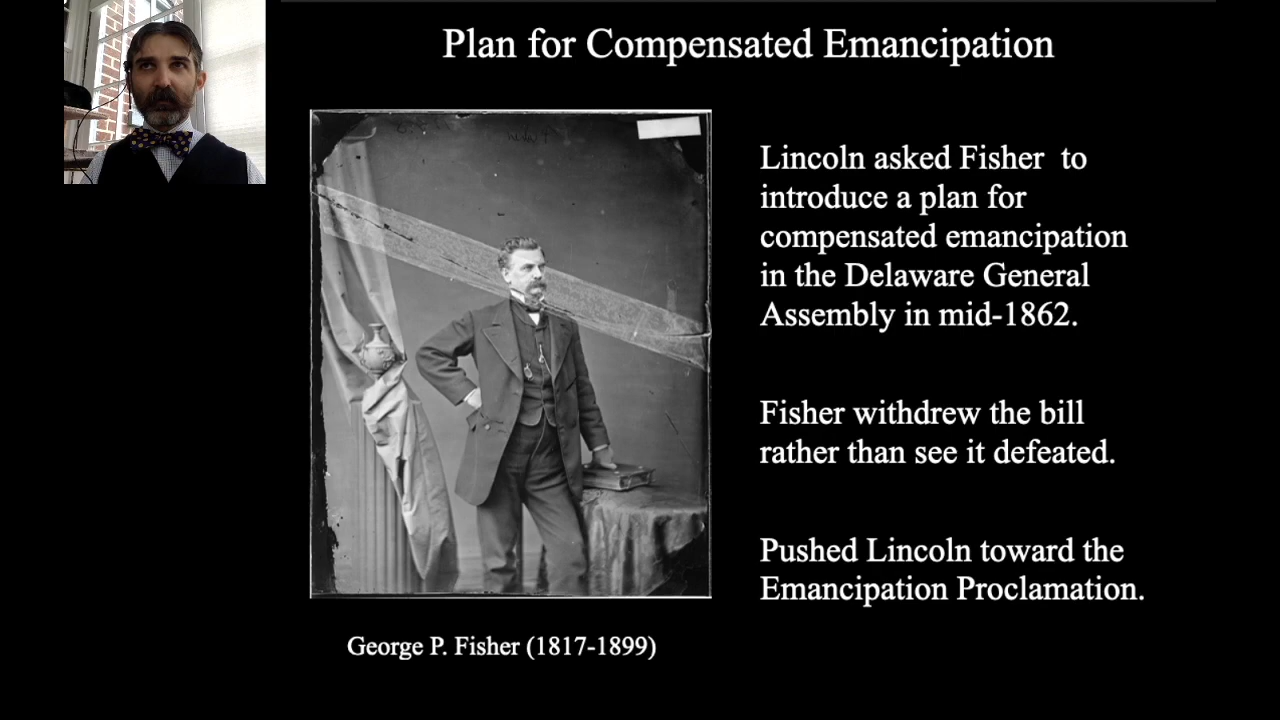 Plan for Compensated Emancipation
Lincoln asked Fisher to
introduce a plan for
compensated emancipation
in the Delaware General
Assembly in mid-1862.
Fisher withdrew the bill
rather than see it defeated.
Pushed Lincoln toward the
Emancipation Proclamation.
George P. Fisher (1817-1899)